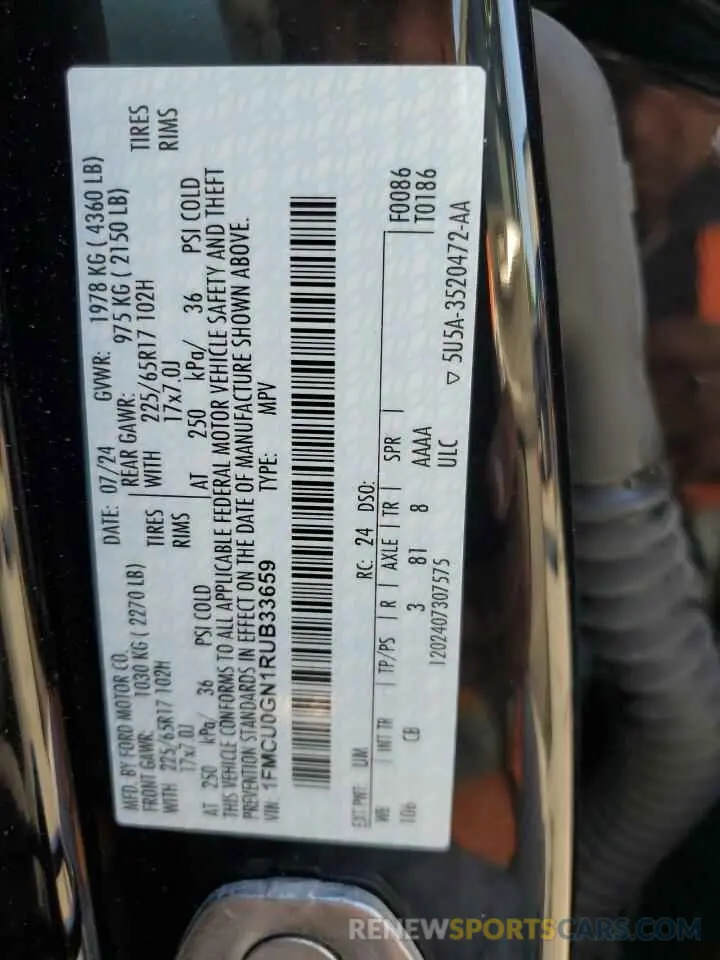 MFD. BY FORD MOTOR CO.
DATE: 07/24 GVWR: 1978 KG ( 4360 LB)
FRONT GAWR: 1030 KG ( 2270 LB) REAR GAWR: 975 KG ( 2150 LB)
WITH 225/65R17 102H TIRES WITH 225/65R17 102H TIRES
17x7.0J RIMS 17x7.0J RIMS
AT 250 kPa/ 36 PSI COLD AT 250 kPa/ 36 PSI COLD
THIS VEHICLE CONFORMS TO ALL APPLICABLE FEDERAL MOTOR VEHICLE SAFETY AND THEFT
PREVENTION STANDARDS IN EFFECT ON THE DATE OF MANUFACTURE SHOWN ABOVE.
VIN: 1FMCU0GN1RUB33659 TYPE: MPV
EXT PNT: UM RC: 24 DSO:
WB INT TR TP/PS R AXLE TR SPR F0086
106 CB 3 81 8 AAAA T0186
ULC
1202407307575 ▽ 5U5A-3520472-AA
RENEWSPORTSCARS.COM